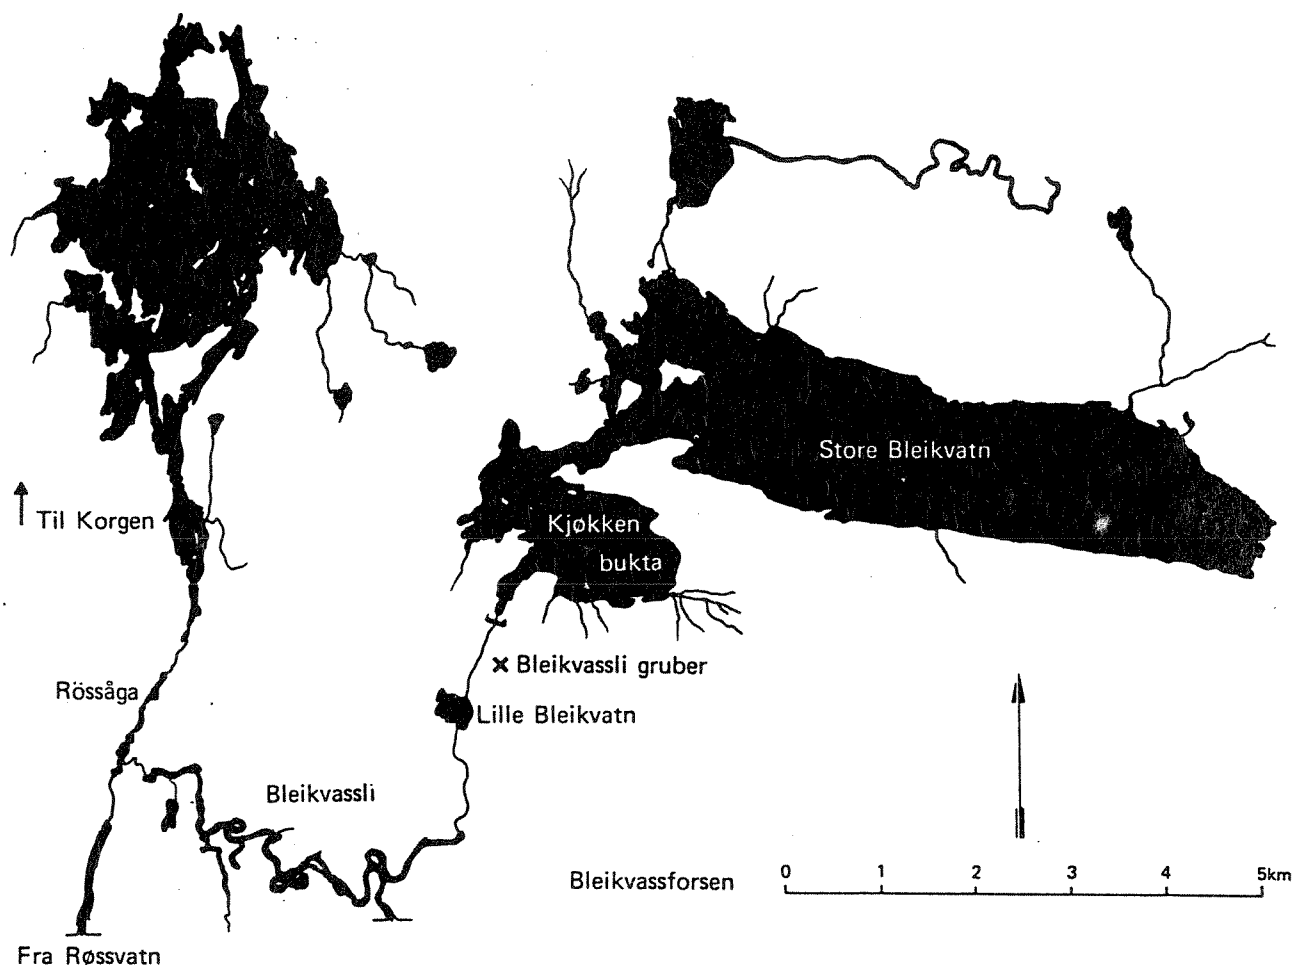 Store Bleikvatn
Til Korgen
Kjøkken
bukta
Bleikvassli gruber
Rössåga
Lille Bleikvatn
Bleikvassli
Bleikvassforsen
0 1 2 3 4 5km
Fra Røssvatn